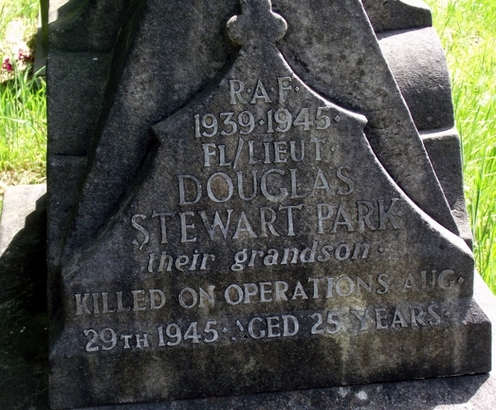 R·A·F·
1939·1945·
FL/LIEUT·
DOUGLAS
STEWART PARK
their grandson·
KILLED ON OPERATIONS AUG·
29TH 1945·AGED 25 YEARS·